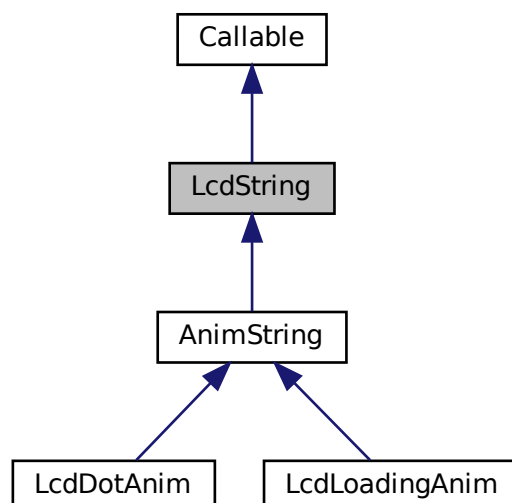 Callable
LcdString
AnimString
LcdDotAnim
LcdLoadingAnim